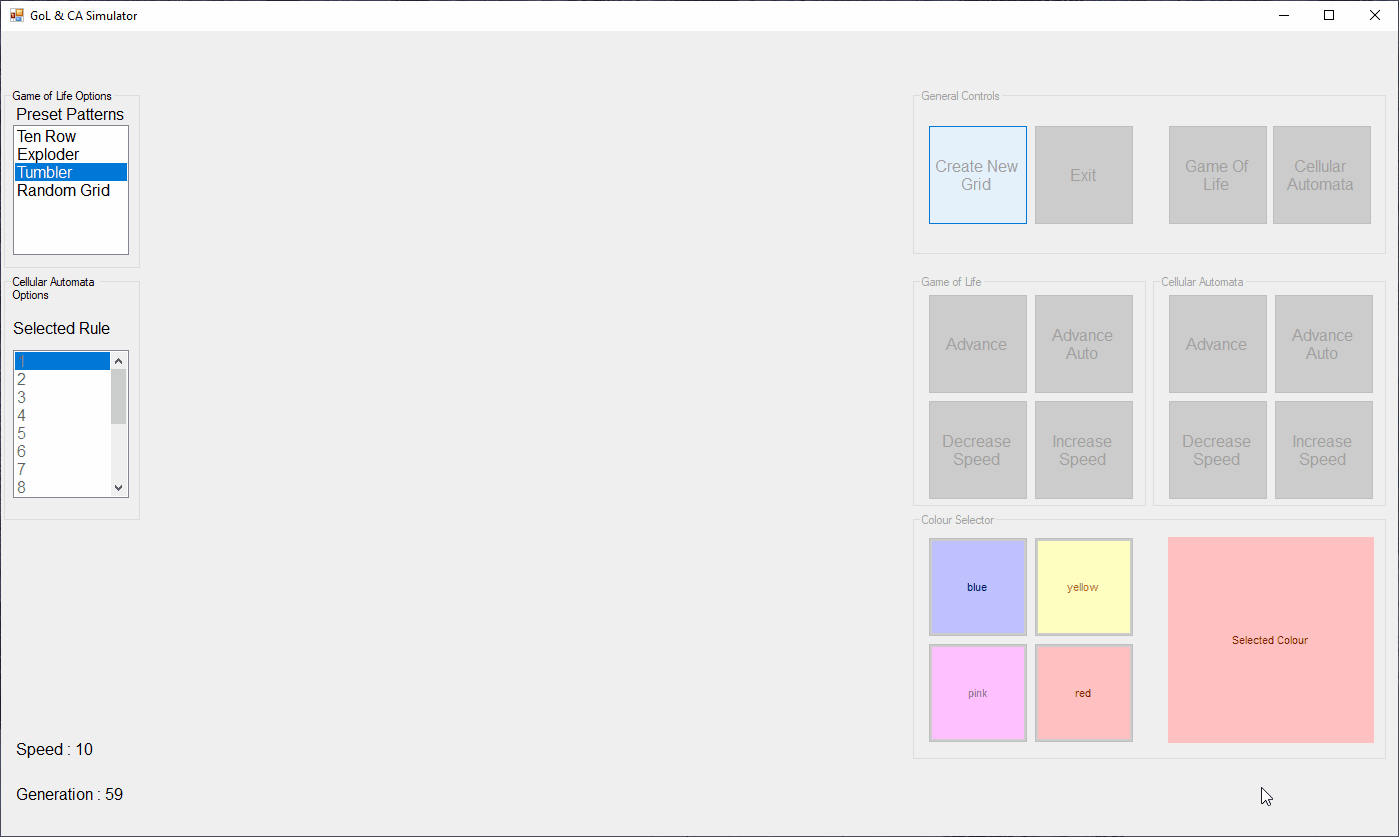 GoL & CA Simulator
Game of Life Options
Preset Patterns
Ten Row
Exploder
Tumbler
Random Grid
Cellular Automata
Options
Selected Rule
1
2
3
4
5
6
7
8
Speed : 10
Generation : 59
General Controls
Create New
Grid
Exit
Game Of
Life
Cellular
Automata
Game of Life
Advance
Advance
Auto
Decrease
Speed
Increase
Speed
Cellular Automata
Advance
Advance
Auto
Decrease
Speed
Increase
Speed
Colour Selector
blue
yellow
pink
red
Selected Colour